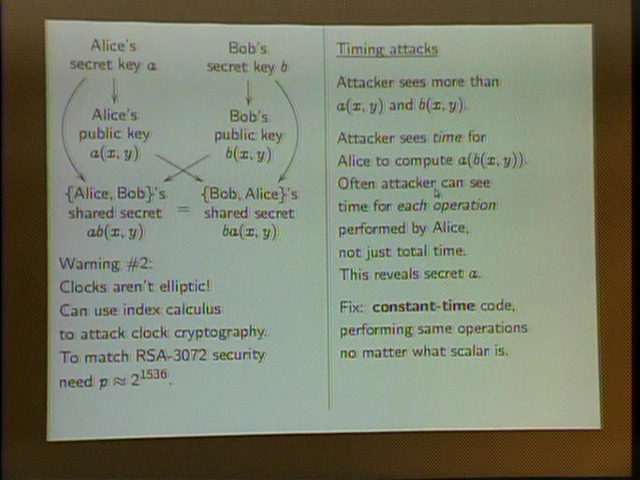 Alice's
secret key a
Bob's
secret key b
Alice's
public key
a(x, y)
Bob's
public key
b(x, y)
{Alice, Bob}'s
shared secret
ab(x, y)
=
{Bob, Alice}'s
shared secret
ba(x, y)
Warning #2:
Clocks aren't elliptic!
Can use index calculus
to attack clock cryptography.
To match RSA-3072 security
need p ≈ 2^1536.
Timing attacks
Attacker sees more than
a(x, y) and b(x, y).
Attacker sees time for
Alice to compute a(b(x, y)).
Often attacker can see
time for each operation
performed by Alice,
not just total time.
This reveals secret a.
Fix: constant-time code,
performing same operations
no matter what scalar is.